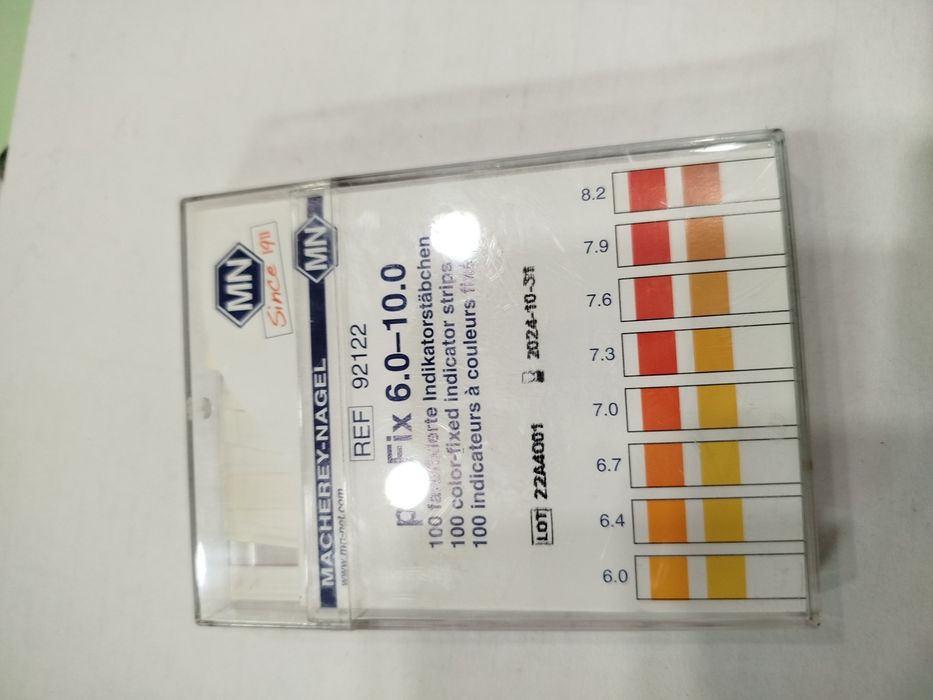 MN
Since 1911
MN
MACHEREY-NAGEL
www.mn-net.com
REF 92122
pH-Fix 6.0–10.0
100 farbfixierte Indikatorstäbchen
100 color-fixed indicator strips
100 indicateurs à couleurs
LOT 22A4001 2024-10-31
6.0 6.4 6.7 7.0 7.3 7.6 7.9 8.2